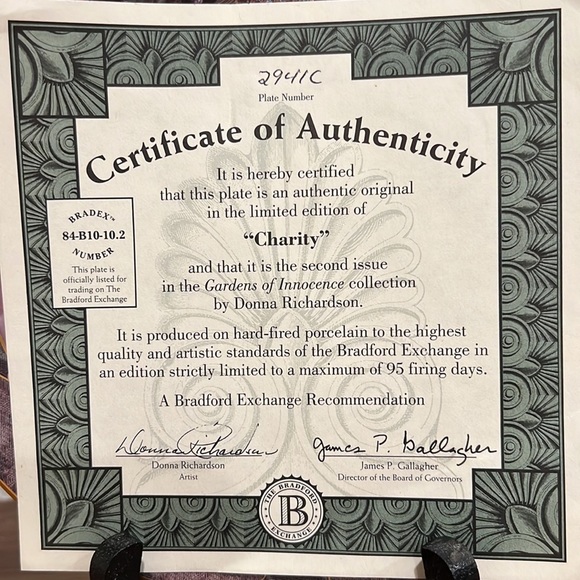 2941C
Plate Number
Certificate of Authenticity
It is hereby certified
that this plate is an authentic original
in the limited edition of
“Charity”
and that it is the second issue
in the Gardens of Innocence collection
by Donna Richardson.
BRADEX™
84-B10-10.2
NUMBER
This plate is
officially listed for
trading on The
Bradford Exchange
It is produced on hard-fired porcelain to the highest
quality and artistic standards of the Bradford Exchange in
an edition strictly limited to a maximum of 95 firing days.
A Bradford Exchange Recommendation
Donna Richardson
Donna Richardson
Artist
James P. Gallagher
James P. Gallagher
Director of the Board of Governors
THE BRADFORD
B
EXCHANGE